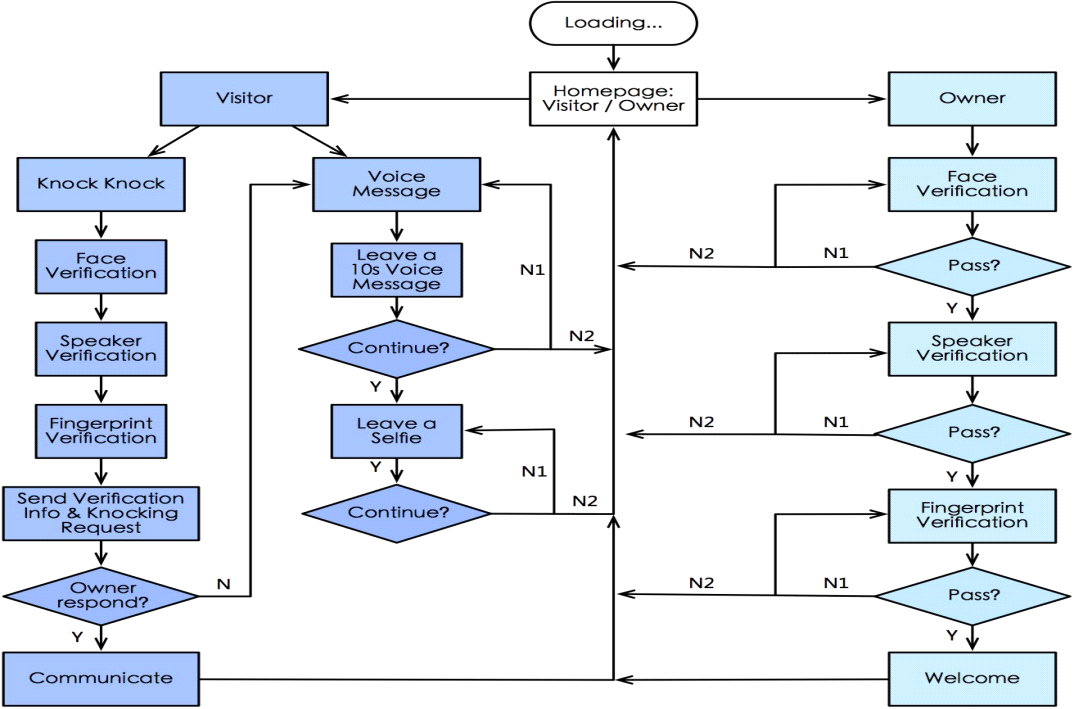 Loading...
Homepage:
Visitor / Owner
Visitor
Owner
Knock Knock
Face
Verification
Speaker
Verification
Fingerprint
Verification
Send Verification
Info & Knocking
Request
Owner
respond?
N
Y
Communicate
Voice
Message
Leave a
10s Voice
Message
Continue?
N1
N2
Y
Leave a
Selfie
Y
Continue?
N1
N2
Face
Verification
Pass?
N1
N2
Y
Speaker
Verification
Pass?
N1
N2
Y
Fingerprint
Verification
Pass?
N1
N2
Y
Welcome